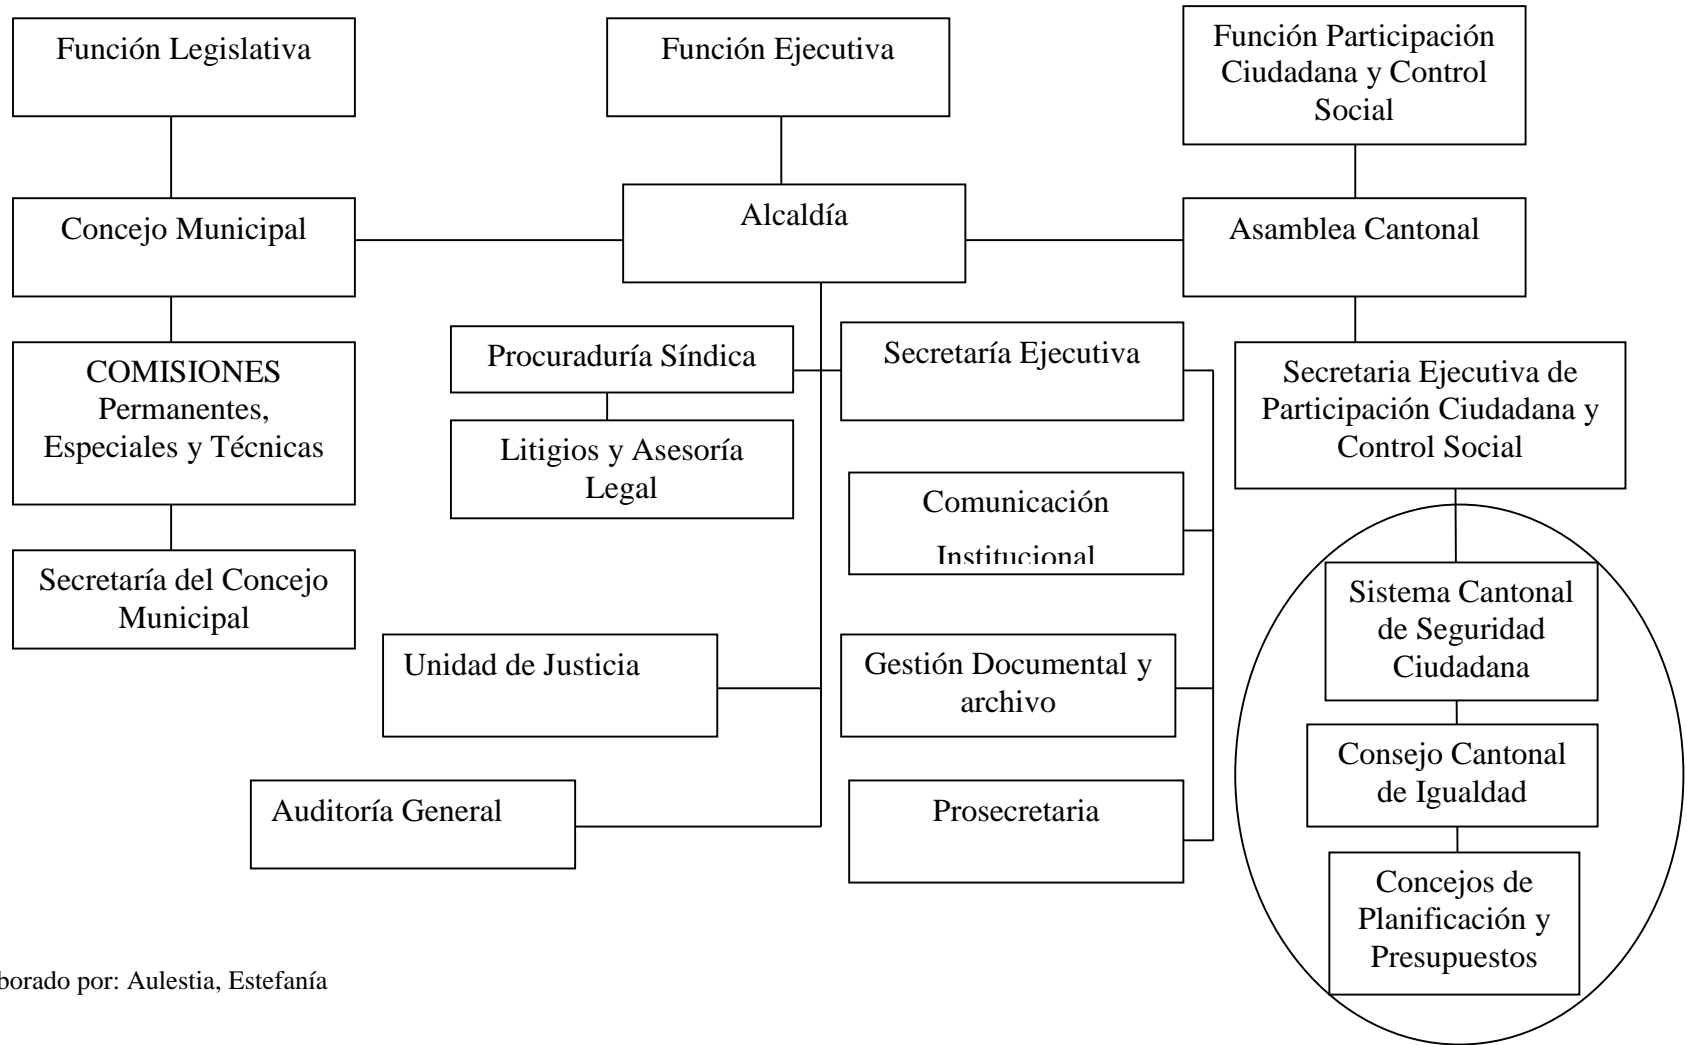 Función Legislativa
Función Ejecutiva
Función Participación
Ciudadana y Control
Social
Concejo Municipal
Alcaldía
Asamblea Cantonal
COMISIONES
Permanentes,
Especiales y Técnicas
Procuraduría Síndica
Secretaría Ejecutiva
Secretaria Ejecutiva de
Participación Ciudadana y
Control Social
Litigios y Asesoría
Legal
Comunicación
Institucional
Secretaría del Concejo
Municipal
Sistema Cantonal
de Seguridad
Ciudadana
Unidad de Justicia
Gestión Documental y
archivo
Consejo Cantonal
de Igualdad
Auditoría General
Prosecretaria
Concejos de
Planificación y
Presupuestos
borado por: Aulestia, Estefanía